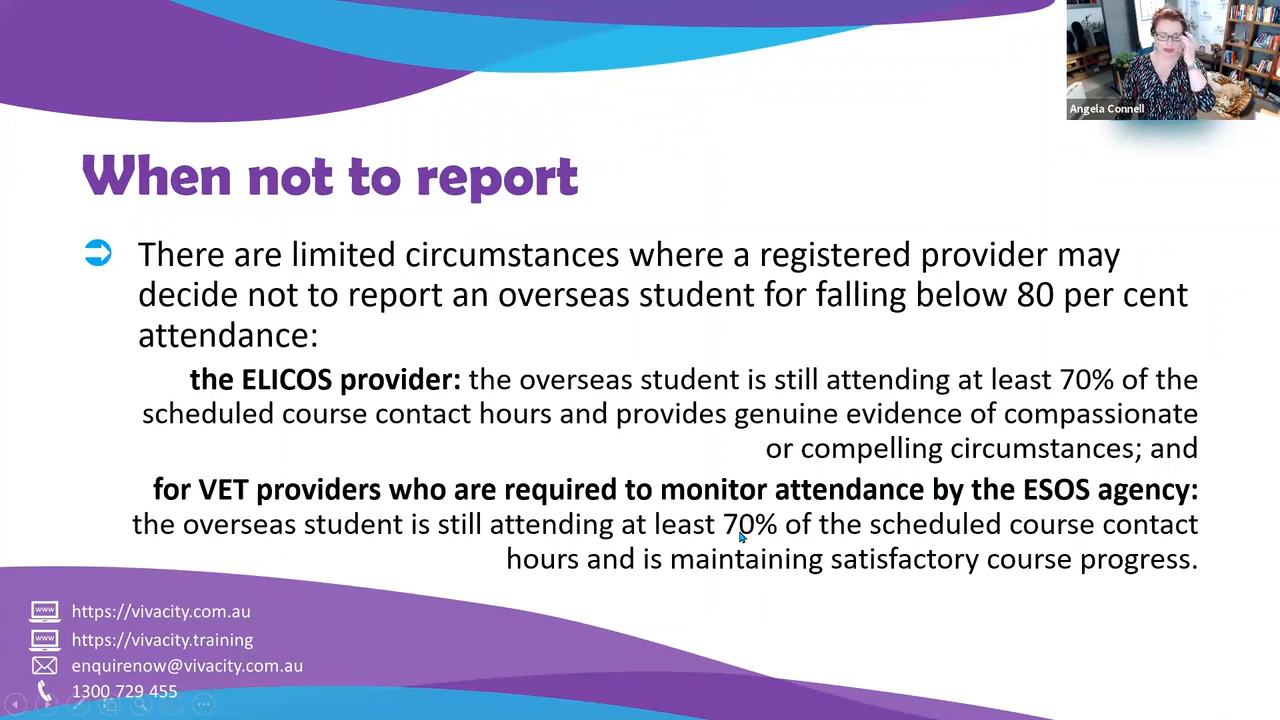 Angela Connell
When not to report
There are limited circumstances where a registered provider may
decide not to report an overseas student for falling below 80 per cent
attendance:
the ELICOS provider: the overseas student is still attending at least 70% of the
scheduled course contact hours and provides genuine evidence of compassionate
or compelling circumstances; and
for VET providers who are required to monitor attendance by the ESOS agency:
the overseas student is still attending at least 70% of the scheduled course contact
hours and is maintaining satisfactory course progress.
www https://vivacity.com.au
www https://vivacity.training
enquirenow@vivacity.com.au
1300 729 455